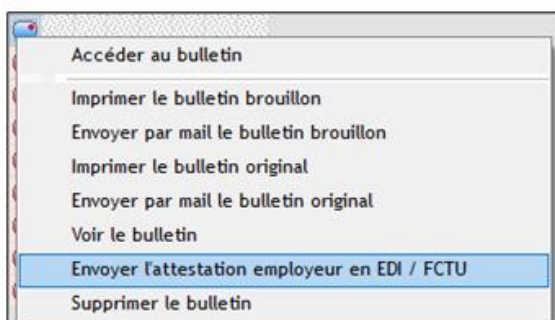 Accéder au bulletin
Imprimer le bulletin brouillon
Envoyer par mail le bulletin brouillon
Imprimer le bulletin original
Envoyer par mail le bulletin original
Voir le bulletin
Envoyer l'attestation employeur en EDI / FCTU
Supprimer le bulletin